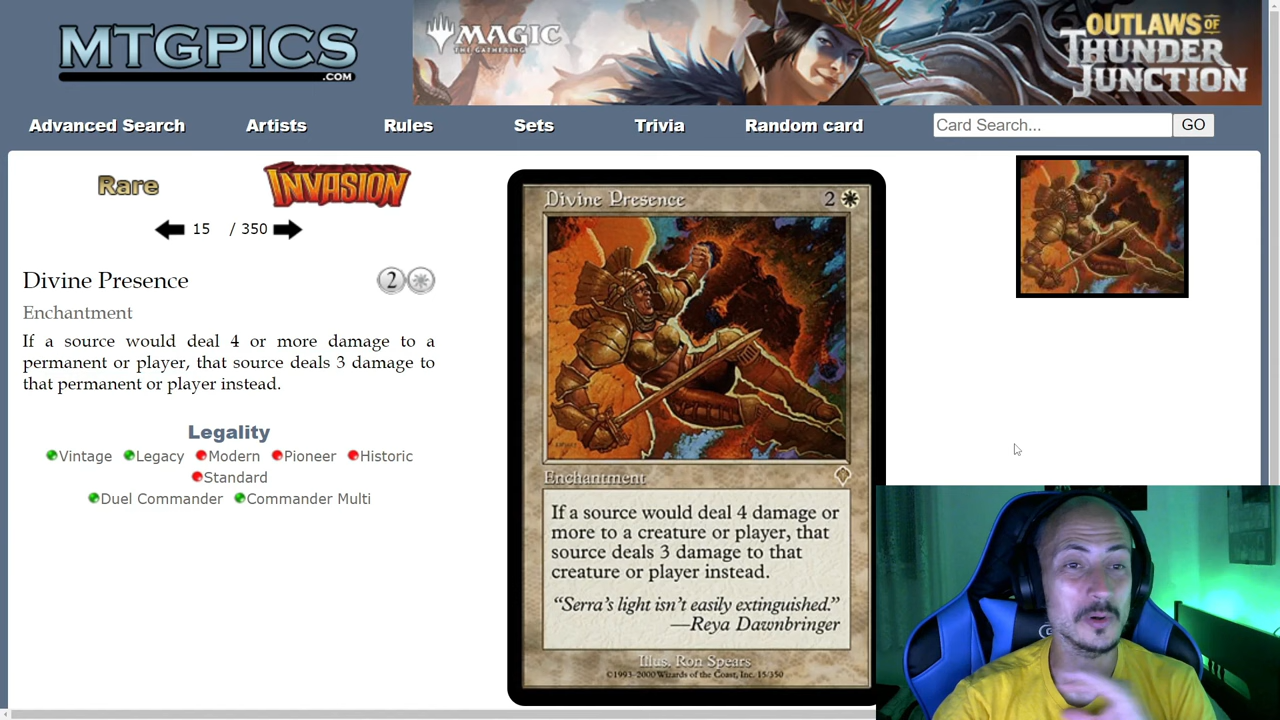 MTGPICS
.COM
MAGIC
THE GATHERING
OUTLAWS OF
THUNDER
JUNCTION
Advanced Search Artists Rules Sets Trivia Random card Card Search... GO
Rare INVASION
15 / 350
Divine Presence 2
Enchantment
If a source would deal 4 or more damage to a
permanent or player, that source deals 3 damage to
that permanent or player instead.
Legality
Vintage Legacy Modern Pioneer Historic
Standard
Duel Commander Commander Multi
Divine Presence 2
Enchantment
If a source would deal 4 damage or
more to a creature or player, that
source deals 3 damage to that
creature or player instead.
“Serra’s light isn’t easily extinguished.”
—Reya Dawnbringer
Illus. Ron Spears
©1993-2000 Wizards of the Coast, Inc. 15/350